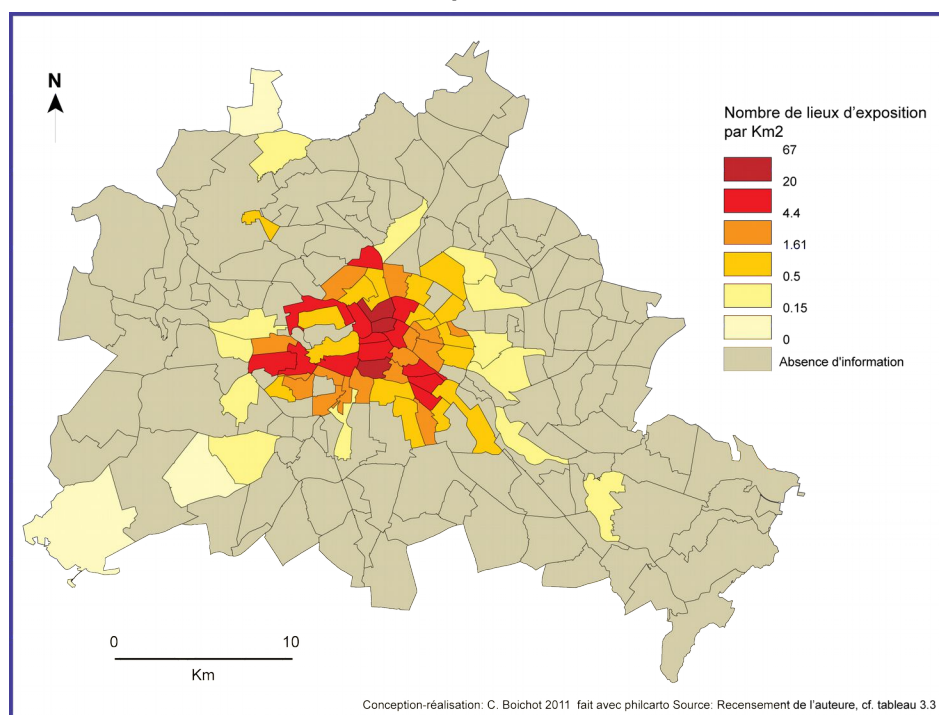 N
Nombre de lieux d'exposition
par Km2
67
20
4.4
1.61
0.5
0.15
0
Absence d'information
0 10
Km
Conception-réalisation: C. Boichot 2011 fait avec philcarto Source: Recensement de l'auteure, cf. tableau 3.3